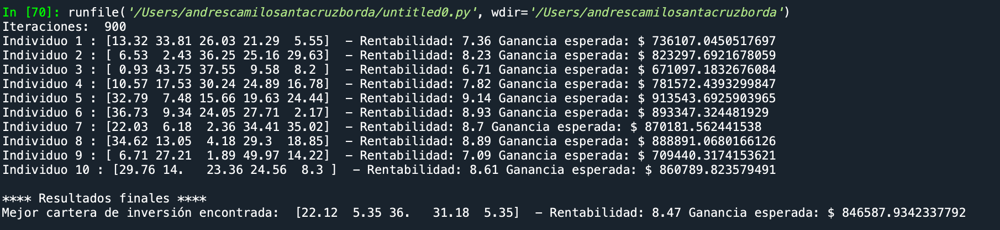 In [70]: runfile('/Users/andrescamilosantacruzborda/untitled0.py', wdir='/Users/andrescamilosantacruzborda')
Iteraciones:  900
Individuo 1 : [13.32 33.81 26.03 21.29  5.55]  – Rentabilidad: 7.36 Ganancia esperada: $ 736107.0450517697
Individuo 2 : [ 6.53  2.43 36.25 25.16 29.63]  – Rentabilidad: 8.23 Ganancia esperada: $ 823297.6921678059
Individuo 3 : [ 0.93 43.75 37.55  9.58  8.2 ]  – Rentabilidad: 6.71 Ganancia esperada: $ 671097.1832676084
Individuo 4 : [10.57 17.53 30.24 24.89 16.78]  – Rentabilidad: 7.82 Ganancia esperada: $ 781572.4393299847
Individuo 5 : [32.79  7.48 15.66 19.63 24.44]  – Rentabilidad: 9.14 Ganancia esperada: $ 913543.6925903965
Individuo 6 : [36.73  9.34 24.05 27.71  2.17]  – Rentabilidad: 8.93 Ganancia esperada: $ 893347.324481929
Individuo 7 : [22.03  6.18  2.36 34.41 35.02]  – Rentabilidad: 8.7 Ganancia esperada: $ 870181.562441538
Individuo 8 : [34.62 13.05  4.18 29.3  18.85]  – Rentabilidad: 8.89 Ganancia esperada: $ 888891.0680166126
Individuo 9 : [ 6.71 27.21  1.89 49.97 14.22]  – Rentabilidad: 7.09 Ganancia esperada: $ 709440.3174153621
Individuo 10 : [29.76 14.   23.36 24.56  8.3 ]  – Rentabilidad: 8.61 Ganancia esperada: $ 860789.823579491
**** Resultados finales ****
Mejor cartera de inversión encontrada:  [22.12  5.35 36.   31.18  5.35]  – Rentabilidad: 8.47 Ganancia esperada: $ 846587.9342337792